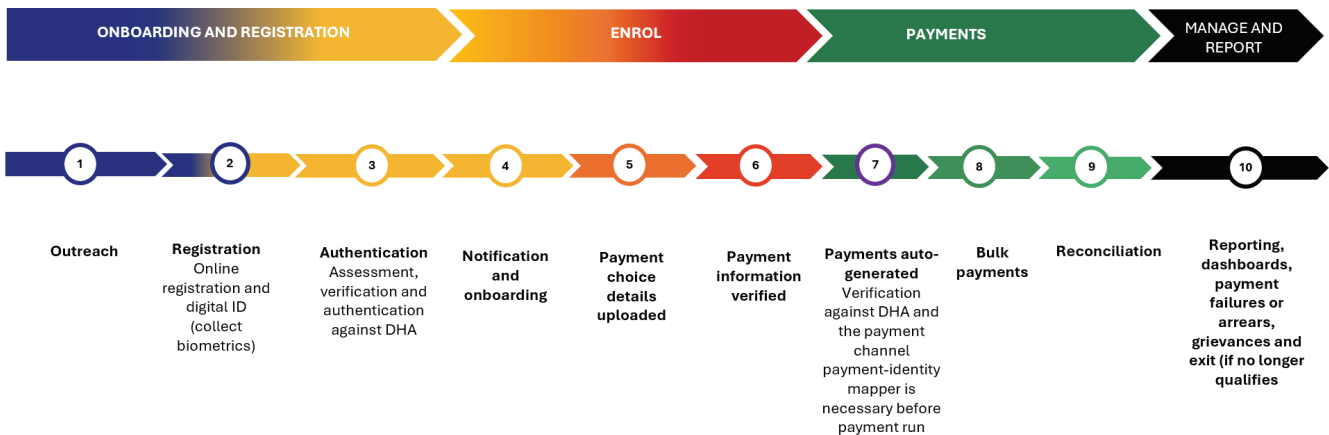 ONBOARDING AND REGISTRATION
ENROL
PAYMENTS
MANAGE AND
REPORT
1
2
3
4
5
6
7
8
9
10
Outreach
Registration
Online
registration and
digital ID
(collect
biometrics)
Authentication
Assessment,
verification and
authentication
against DHA
Notification
and
onboarding
Payment
choice
details
uploaded
Payment
information
verified
Payments auto-
generated
Verification
against DHA and
the payment
channel
payment-identity
mapper is
necessary before
payment run
Bulk
payments
Reconciliation
Reporting,
dashboards,
payment
failures or
arrears,
grievances and
exit (if no longer
qualifies